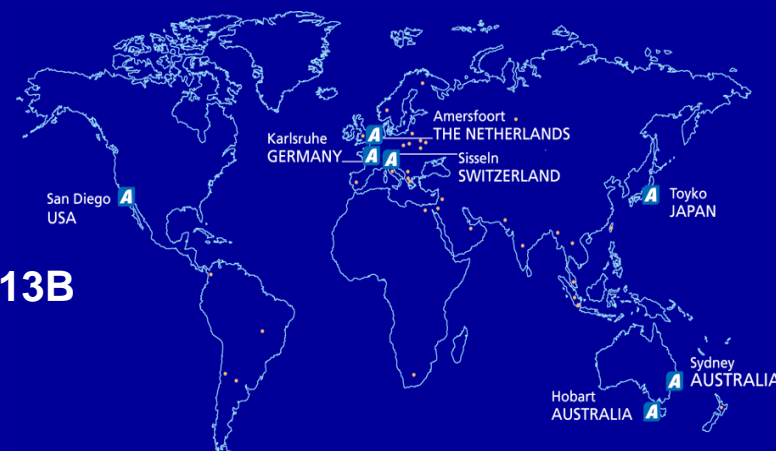 Amersfoort
THE NETHERLANDS
Karlsruhe
GERMANY
Sisseln
SWITZERLAND
San Diego
USA
Toyko
JAPAN
13B
Sydney
AUSTRALIA
Hobart
AUSTRALIA
A
A
A
A
A
A
A